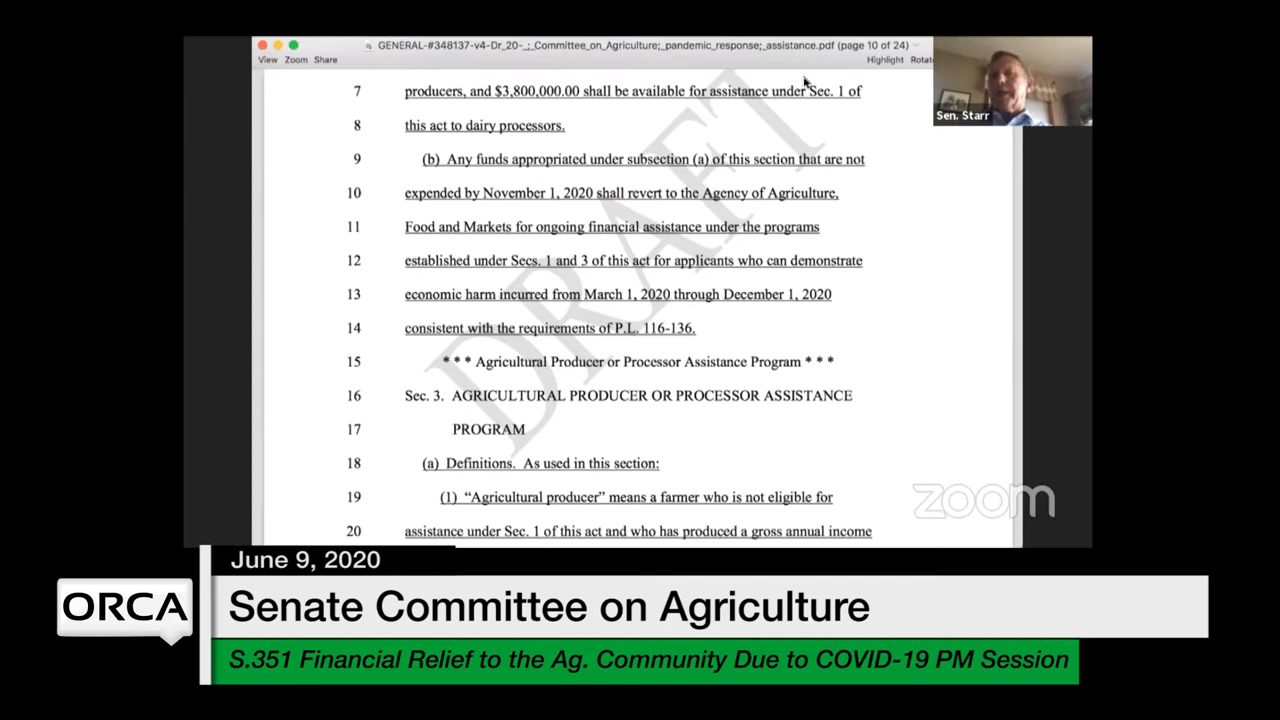 GENERAL-#348137-v4-Dr_20-_;_Committee_on_Agriculture;_pandemic_response;_assistance.pdf (page 10 of 24)
View Zoom Share
Highlight
Sen. Starr
7 producers, and $3,800,000.00 shall be available for assistance under Sec. 1 of
8 this act to dairy processors.
9 (b) Any funds appropriated under subsection (a) of this section that are not
10 expended by November 1, 2020 shall revert to the Agency of Agriculture,
11 Food and Markets for ongoing financial assistance under the programs
12 established under Secs. 1 and 3 of this act for applicants who can demonstrate
13 economic harm incurred from March 1, 2020 through December 1, 2020
14 consistent with the requirements of P.L. 116-136.
15 * * * Agricultural Producer or Processor Assistance Program * * *
16 Sec. 3. AGRICULTURAL PRODUCER OR PROCESSOR ASSISTANCE
17 PROGRAM
18 (a) Definitions. As used in this section:
19 (1) “Agricultural producer” means a farmer who is not eligible for
20 assistance under Sec. 1 of this act and who has produced a gross annual income
DRAFT
zoom
June 9, 2020
ORCA
Senate Committee on Agriculture
S.351 Financial Relief to the Ag. Community Due to COVID-19 PM Session